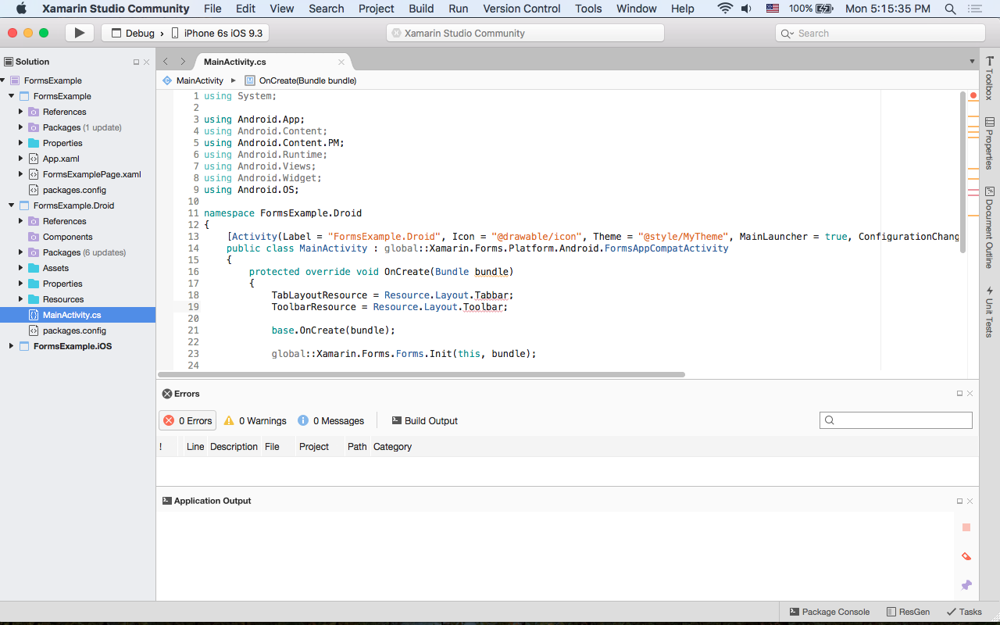 Xamarin Studio Community File Edit View Search Project Build Run Version Control Tools Window Help 100% Mon 5:15:35 PM
Debug › iPhone 6s iOS 9.3 Xamarin Studio Community Search
Solution
FormsExample
FormsExample
References
Packages (1 update)
Properties
App.xaml
FormsExamplePage.xaml
packages.config
FormsExample.Droid
References
Components
Packages (6 updates)
Assets
Properties
Resources
MainActivity.cs
packages.config
FormsExample.iOS
MainActivity.cs
MainActivity OnCreate(Bundle bundle)
1 using System;
2
3 using Android.App;
4 using Android.Content;
5 using Android.Content.PM;
6 using Android.Runtime;
7 using Android.Views;
8 using Android.Widget;
9 using Android.OS;
10
11 namespace FormsExample.Droid
12 {
13 [Activity(Label = "FormsExample.Droid", Icon = "@drawable/icon", Theme = "@style/MyTheme", MainLauncher = true, ConfigurationChang
14 public class MainActivity : global::Xamarin.Forms.Platform.Android.FormsAppCompatActivity
15 {
16 protected override void OnCreate(Bundle bundle)
17 {
18 TabLayoutResource = Resource.Layout.Tabbar;
19 ToolbarResource = Resource.Layout.Toolbar;
20
21 base.OnCreate(bundle);
22
23 global::Xamarin.Forms.Forms.Init(this, bundle);
24
Toolbox
Properties
Document Outline
Unit Tests
Errors
0 Errors 0 Warnings 0 Messages Build Output
! Line Description File Project Path Category
Application Output
Package Console ResGen Tasks